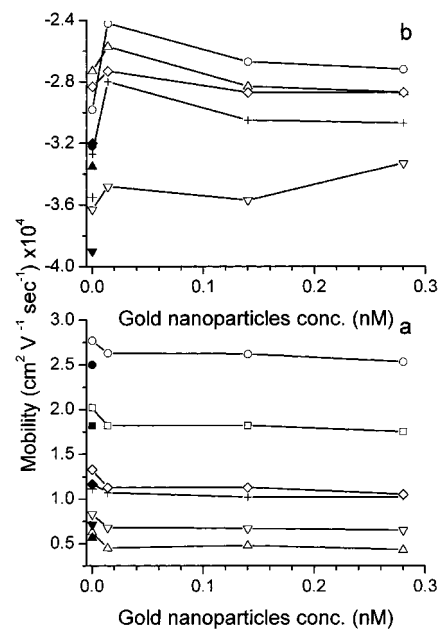 b
-2.4
-2.8
-3.2
-3.6
-4.0
0.0 0.1 0.2 0.3
Gold nanoparticles conc. (nM)
Mobility (cm² V⁻¹ sec⁻¹) x10⁴
a
3.0
2.5
2.0
1.5
1.0
0.5
0.0 0.1 0.2 0.3
Gold nanoparticles conc. (nM)